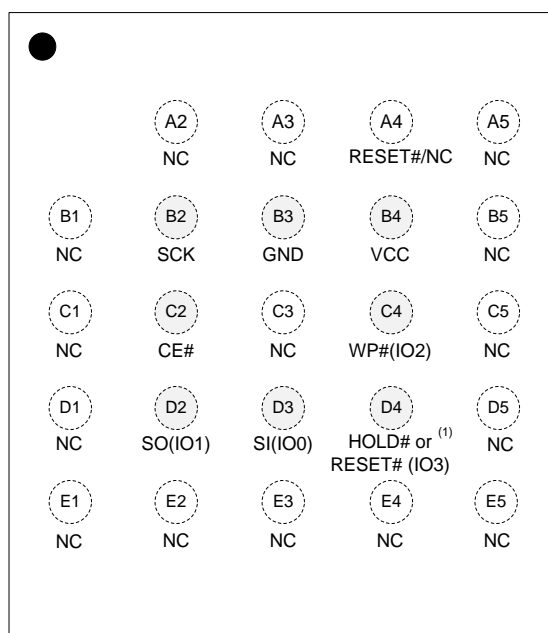 A2 A3 A4 A5
NC NC RESET#/NC NC
B1 B2 B3 B4 B5
NC SCK GND VCC NC
C1 C2 C3 C4 C5
NC CE# NC WP#(IO2) NC
D1 D2 D3 D4 D5
NC SO(IO1) SI(IO0) HOLD# or (1) NC
RESET# (IO3)
E1 E2 E3 E4 E5
NC NC NC NC NC